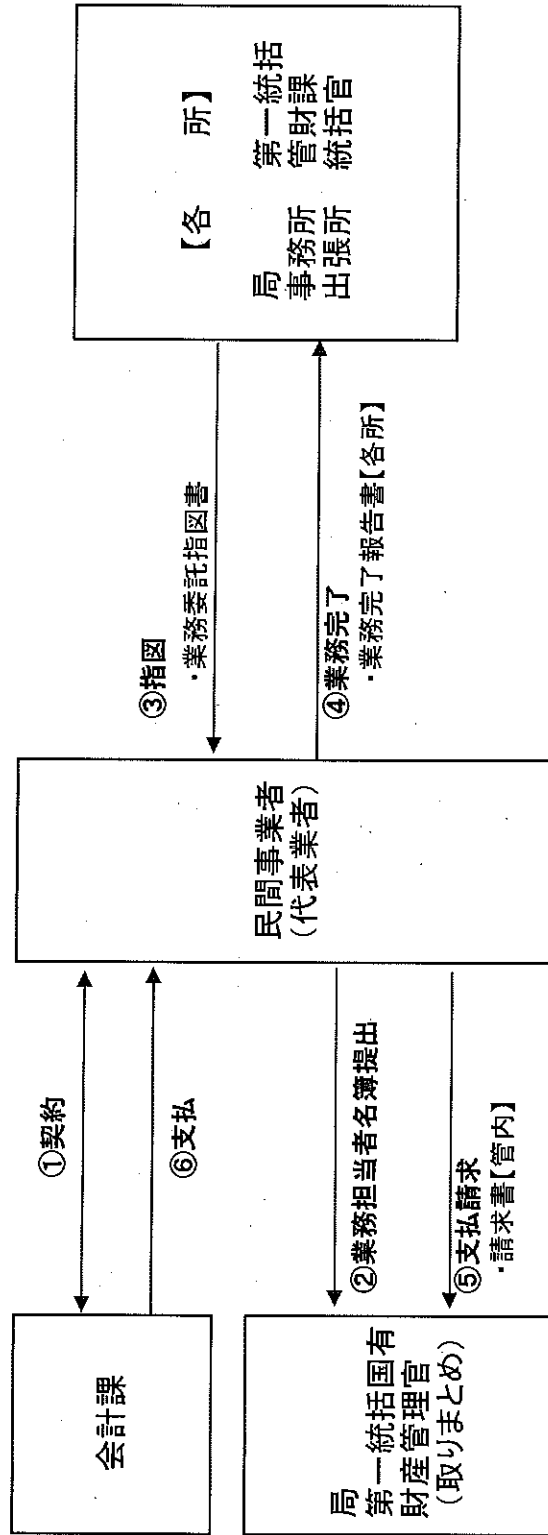 会計課
①契約
⑥支払
局
第一統括国有
財産管理官
(取りまとめ)
②業務担当者名簿提出
⑤支払請求
・請求書【管内】
民間事業者
(代表業者)
③指図
・業務委託指図書
④業務完了
・業務完了報告書【各所】
【各　　所】
局　　　第一統括
事務所　管財課
出張所　統括官